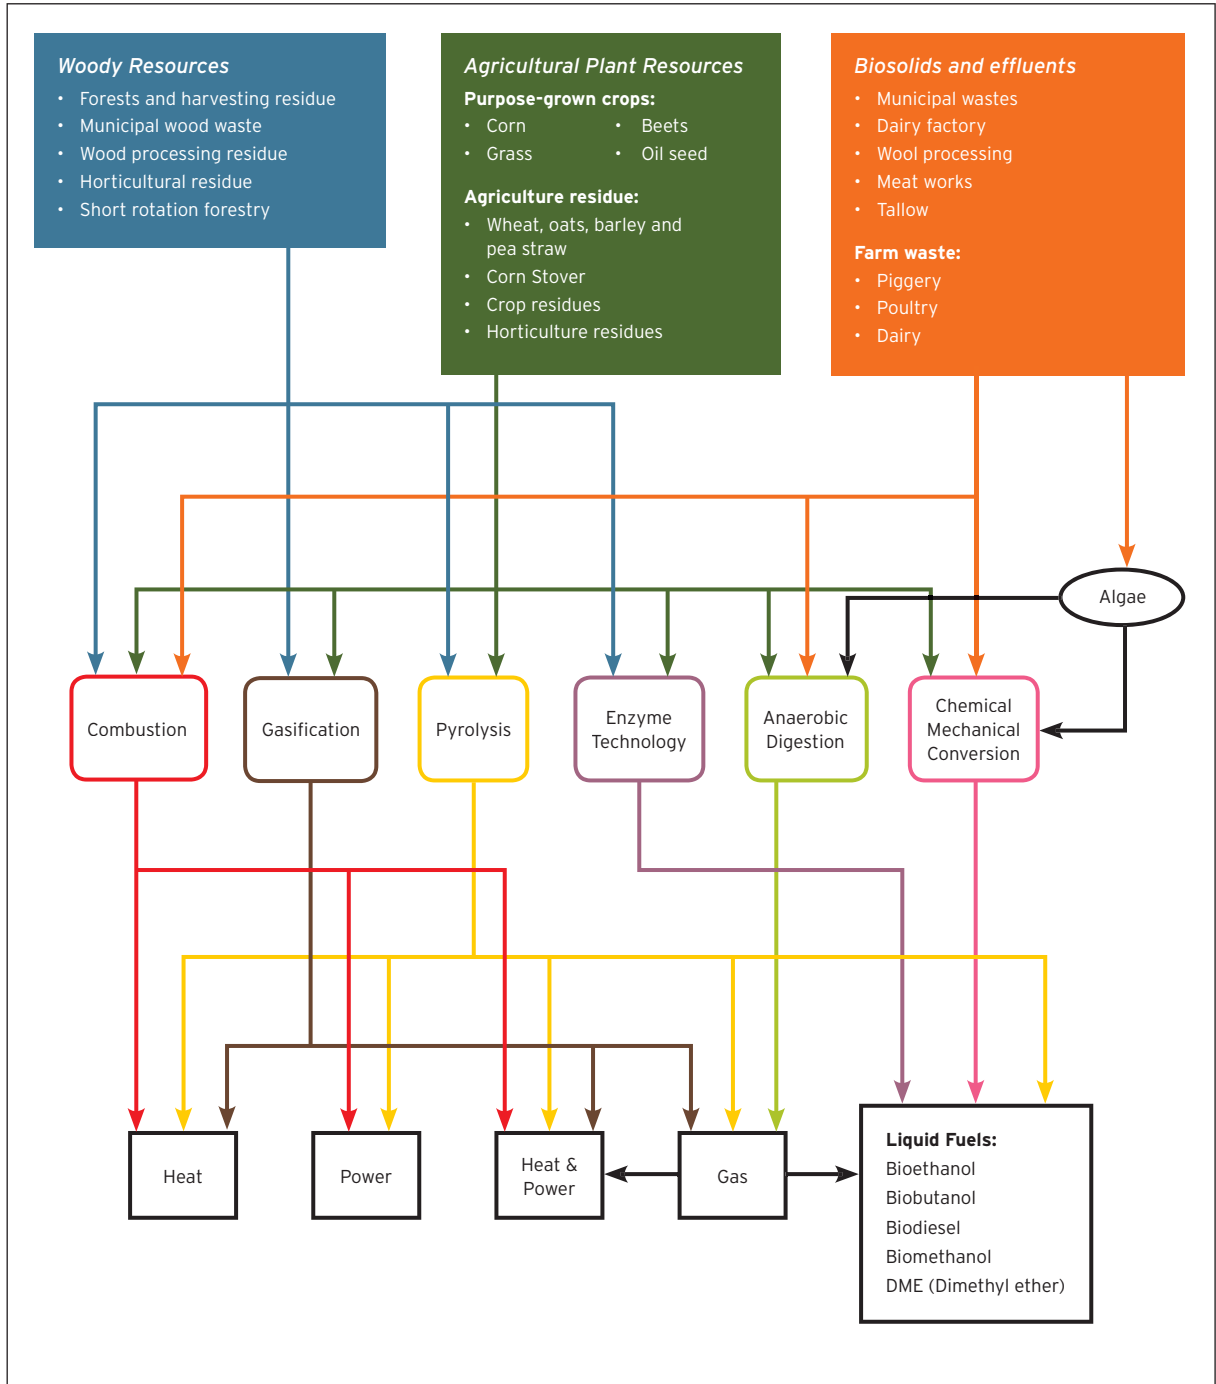 Woody Resources
• Forests and harvesting residue
• Municipal wood waste
• Wood processing residue
• Horticultural residue
• Short rotation forestry
Agricultural Plant Resources
Purpose-grown crops:
• Corn
• Grass
• Beets
• Oil seed
Agriculture residue:
• Wheat, oats, barley and
pea straw
• Corn Stover
• Crop residues
• Horticulture residues
Biosolids and effluents
• Municipal wastes
• Dairy factory
• Wool processing
• Meat works
• Tallow
Farm waste:
• Piggery
• Poultry
• Dairy
Algae
Combustion
Gasification
Pyrolysis
Enzyme
Technology
Anaerobic
Digestion
Chemical
Mechanical
Conversion
Heat
Power
Heat &
Power
Gas
Liquid Fuels:
Bioethanol
Biobutanol
Biodiesel
Biomethanol
DME (Dimethyl ether)